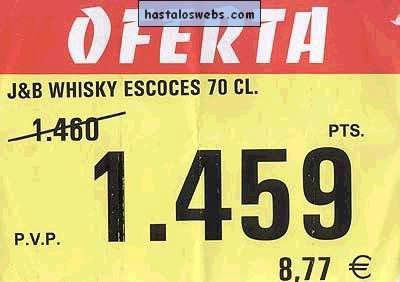 hastaloswebs.com
OFERTA
J&B WHISKY ESCOCES 70 CL.
1.460
PTS.
1.459
P.V.P.
8,77 €